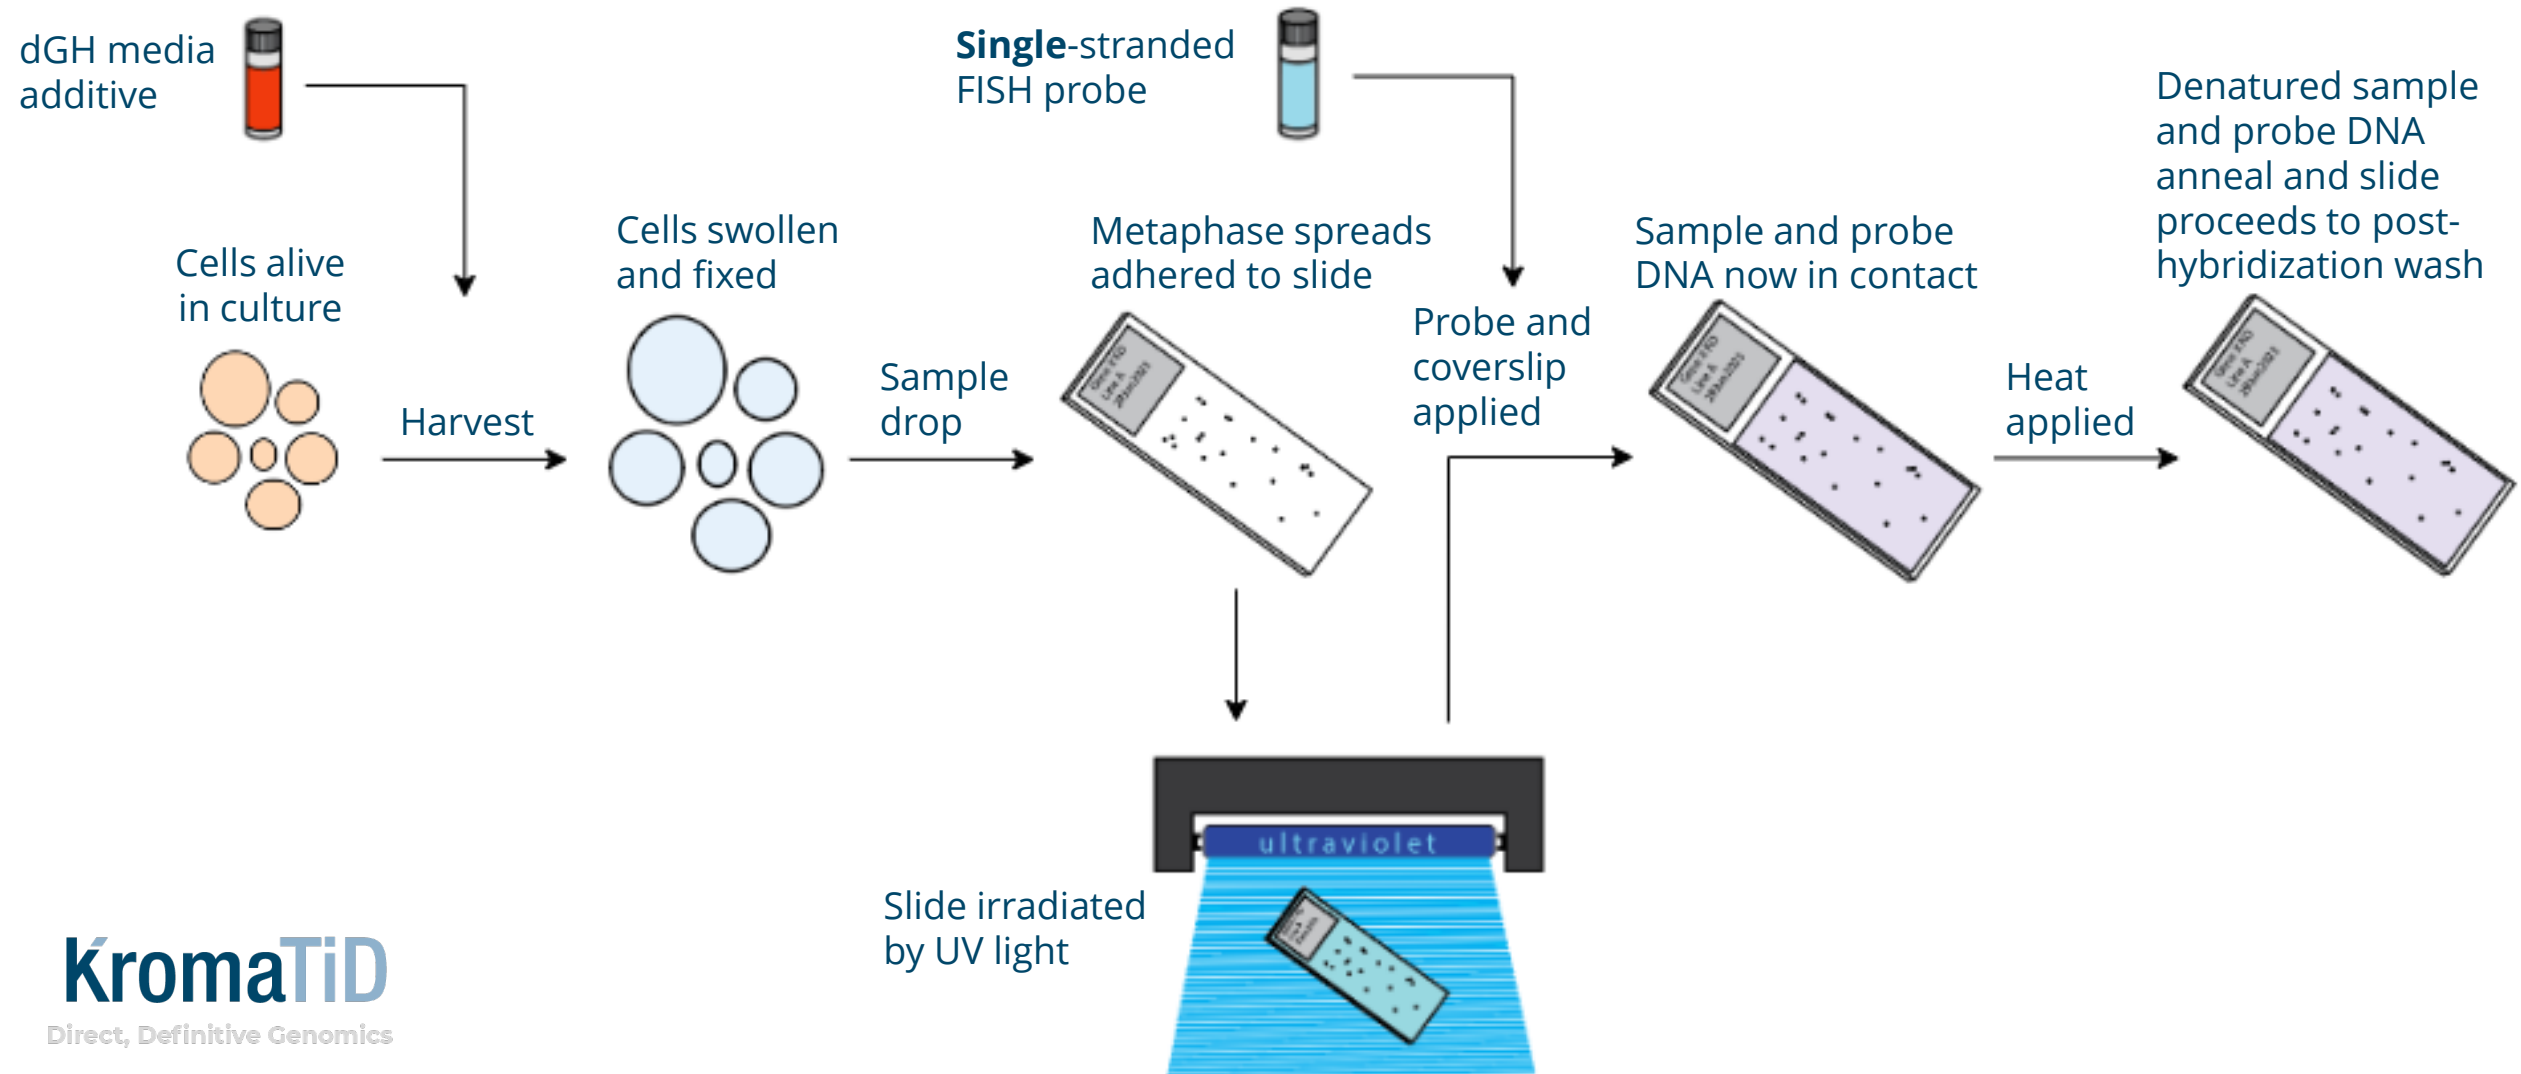 dGH media
additive
Single-stranded
FISH probe
Denatured sample
and probe DNA
anneal and slide
proceeds to post-
hybridization wash
Cells alive
in culture
Cells swollen
and fixed
Metaphase spreads
adhered to slide
Sample and probe
DNA now in contact
Harvest
Sample
drop
Probe and
coverslip
applied
Heat
applied
Line A
Line A
Line A
ultraviolet
Slide irradiated
by UV light
KromaTiD
Direct, Definitive Genomics